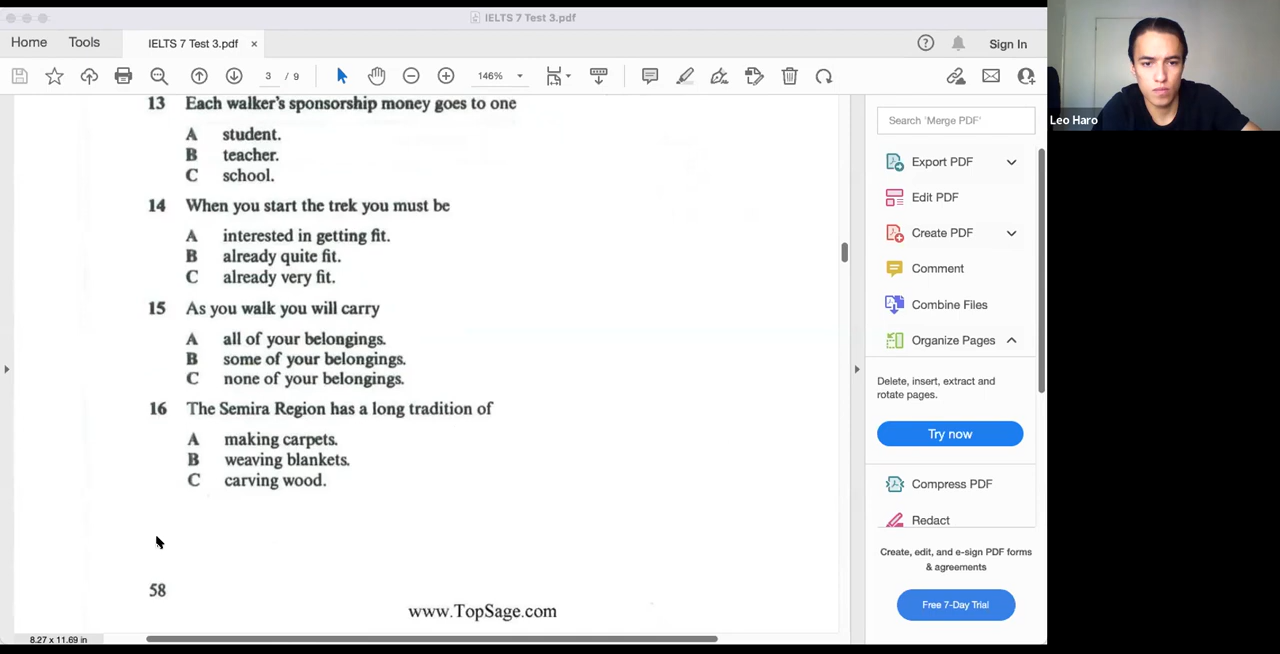 IELTS 7 Test 3.pdf
Home Tools IELTS 7 Test 3.pdf × Sign In
3 / 9 146%
13 Each walker's sponsorship money goes to one
A student.
B teacher.
C school.
14 When you start the trek you must be
A interested in getting fit.
B already quite fit.
C already very fit.
15 As you walk you will carry
A all of your belongings.
B some of your belongings.
C none of your belongings.
16 The Semira Region has a long tradition of
A making carpets.
B weaving blankets.
C carving wood.
58
www.TopSage.com
8.27 x 11.69 in
Search 'Merge PDF'
Export PDF
Edit PDF
Create PDF
Comment
Combine Files
Organize Pages
Delete, insert, extract and
rotate pages.
Try now
Compress PDF
Redact
Create, edit, and e-sign PDF forms
& agreements
Free 7-Day Trial
Leo Haro